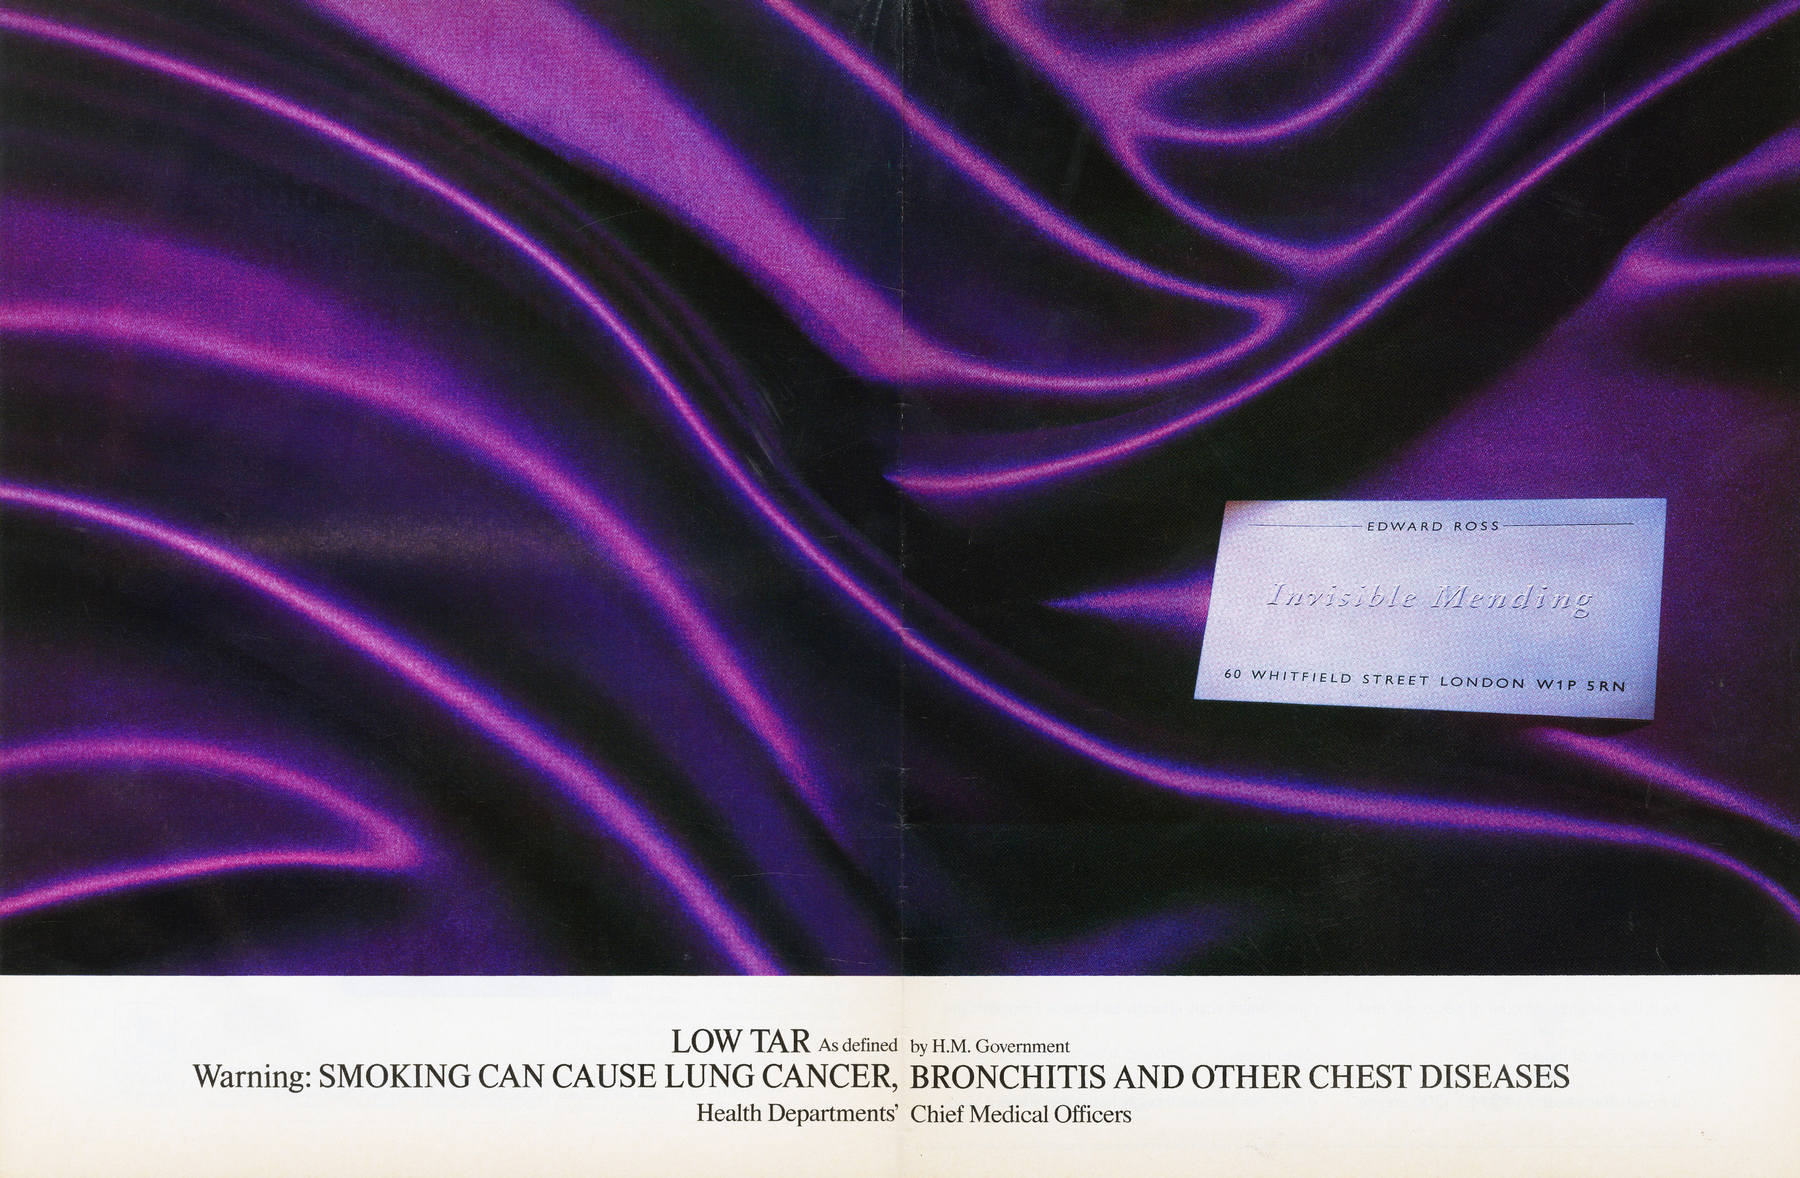 EDWARD ROSS
Invisible Mending
60 WHITFIELD STREET LONDON W1P 5RN
LOW TAR As defined by H.M. Government
Warning: SMOKING CAN CAUSE LUNG CANCER, BRONCHITIS AND OTHER CHEST DISEASES
Health Departments' Chief Medical Officers